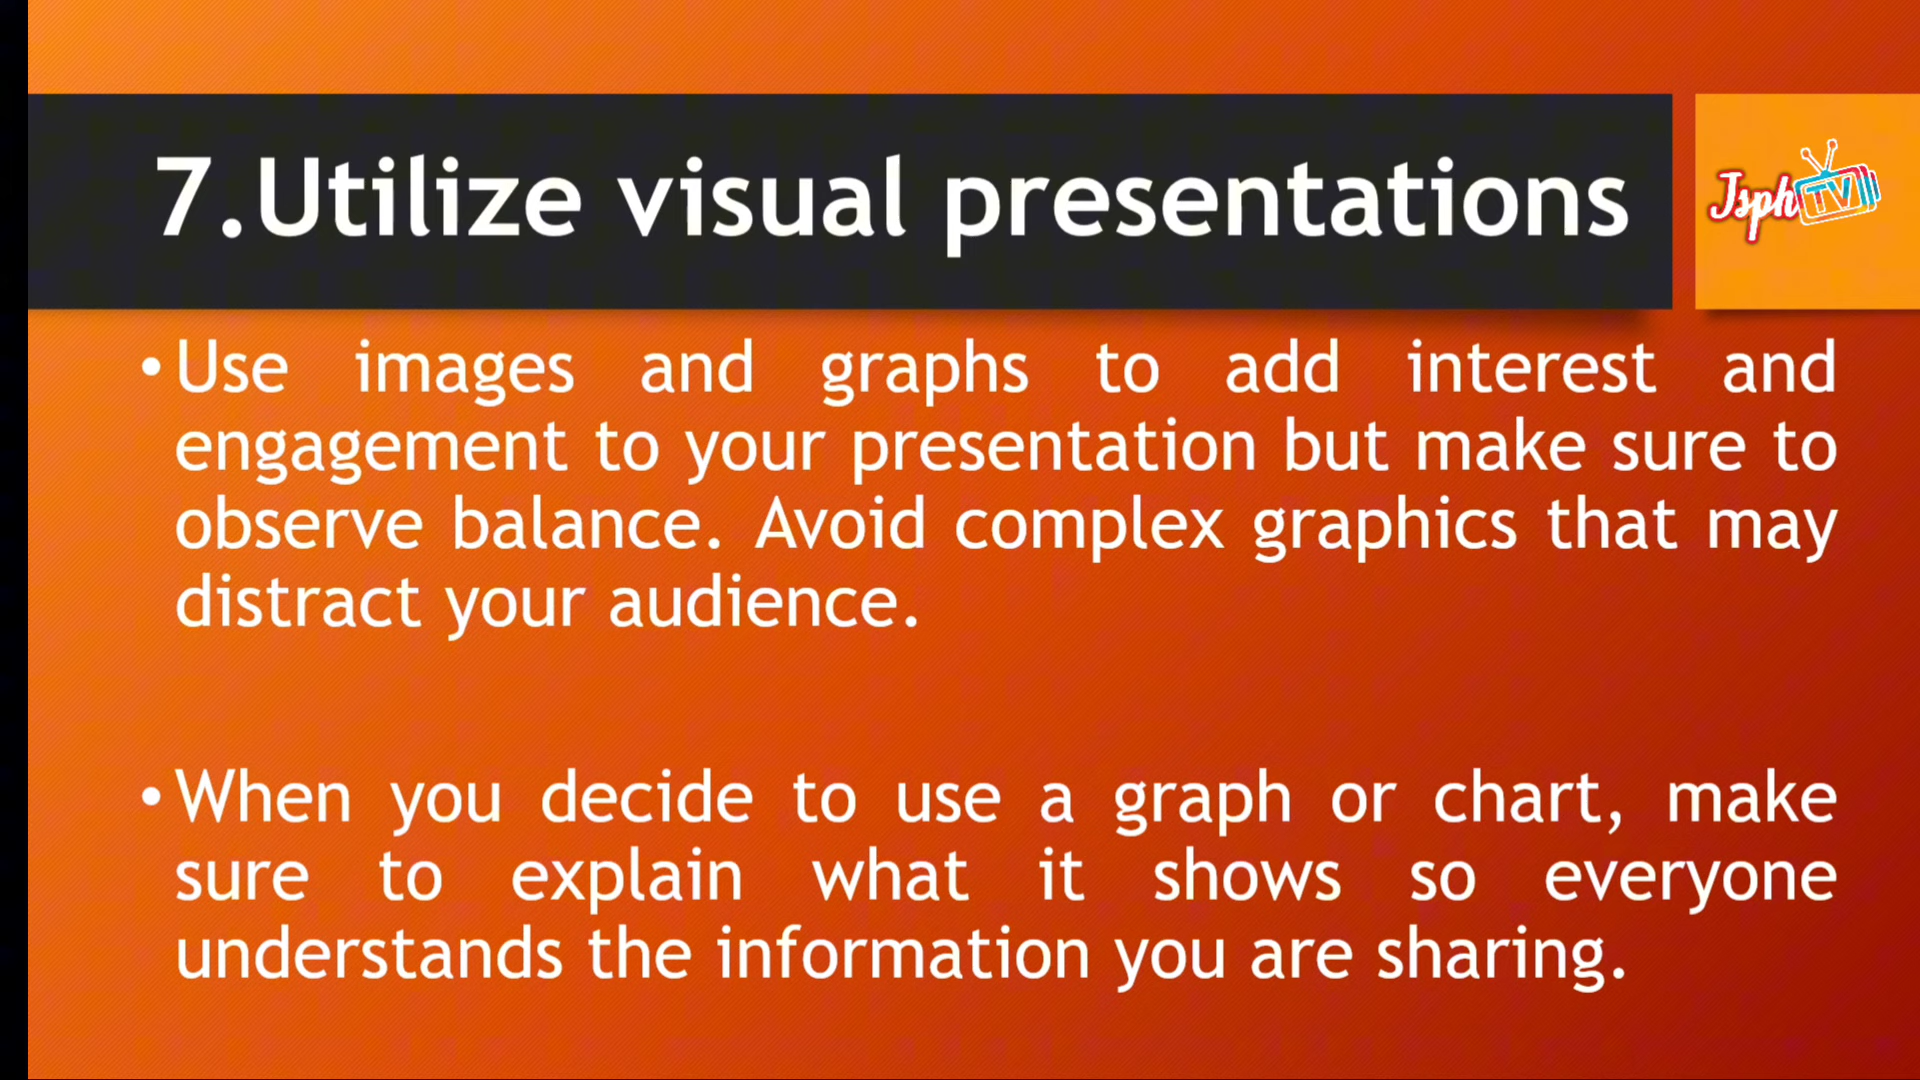 7.Utilize visual presentations
Jsph TV
•Use images and graphs to add interest and
engagement to your presentation but make sure to
observe balance. Avoid complex graphics that may
distract your audience.
•When you decide to use a graph or chart, make
sure to explain what it shows so everyone
understands the information you are sharing.